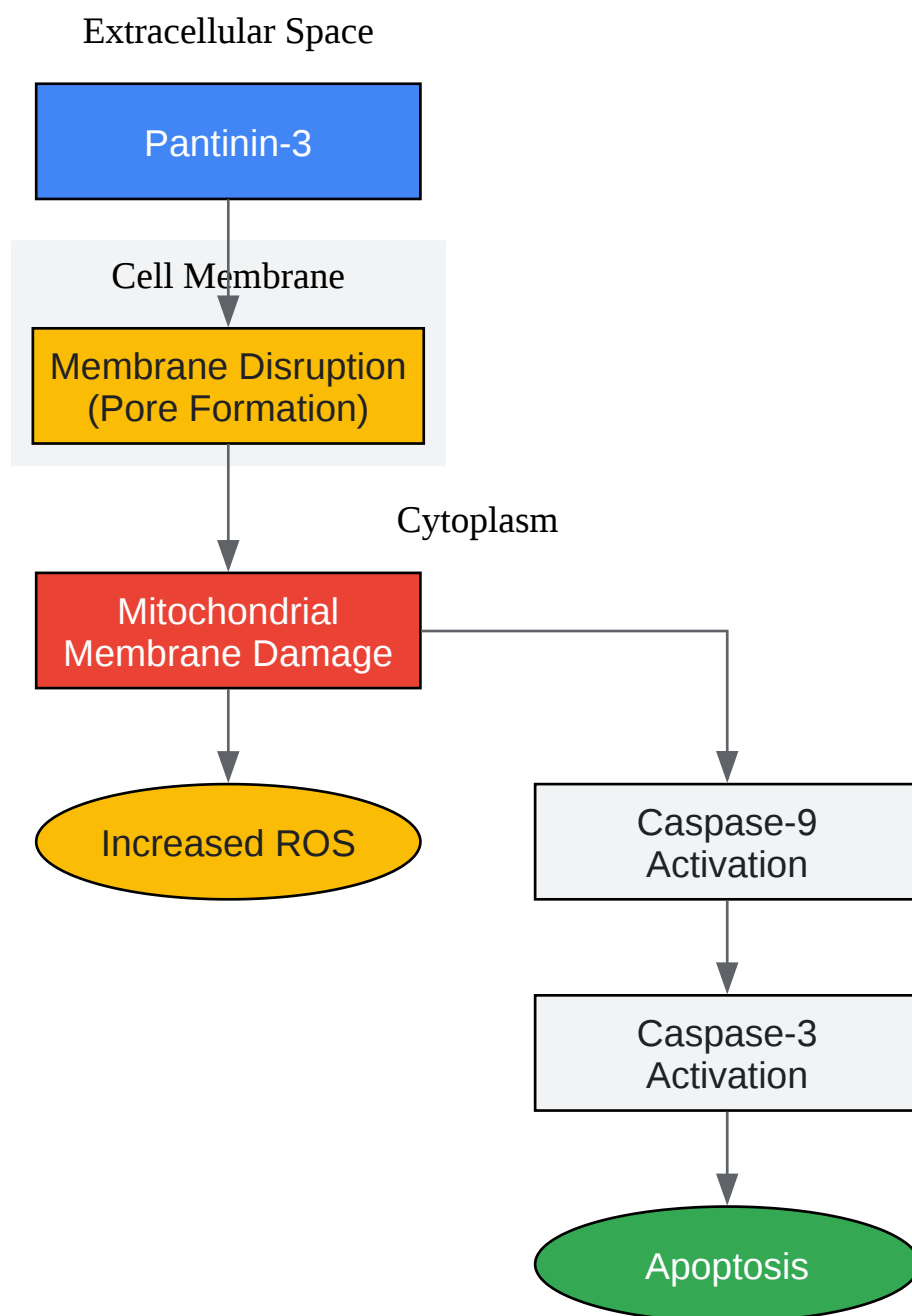 Extracellular Space
Pantinin-3
Cell Membrane
Membrane Disruption
(Pore Formation)
Cytoplasm
Mitochondrial
Membrane Damage
Increased ROS
Caspase-9
Activation
Caspase-3
Activation
Apoptosis